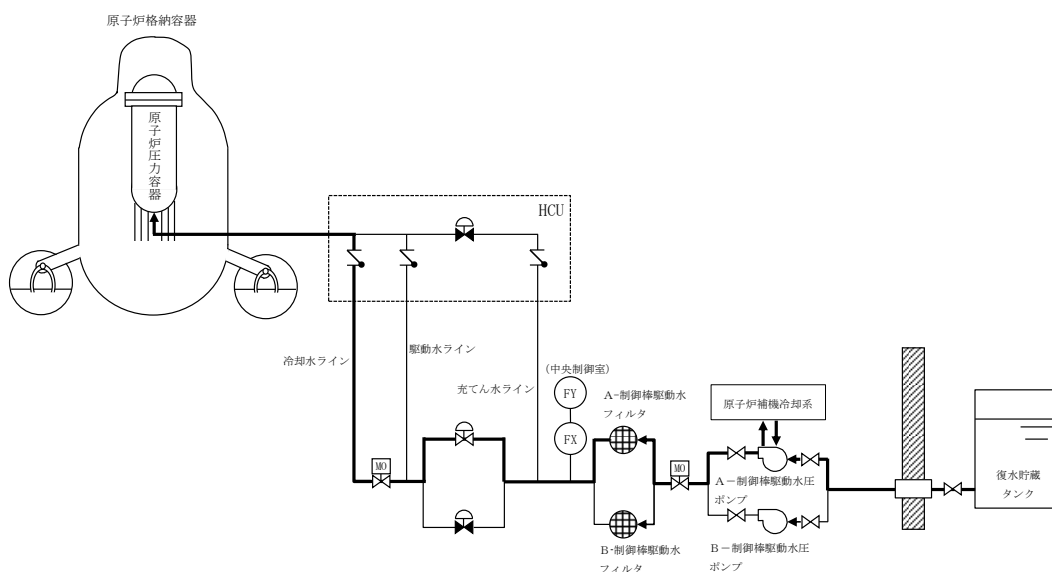 原子炉格納容器
原子炉圧力容器
HCU
冷却水ライン
駆動水ライン
充てん水ライン
(中央制御室)
FY
FX
A-制御棒駆動水
フィルタ
B-制御棒駆動水
フィルタ
MO
MO
原子炉補機冷却系
A－制御棒駆動水圧
ポンプ
B－制御棒駆動水圧
ポンプ
復水貯蔵
タンク